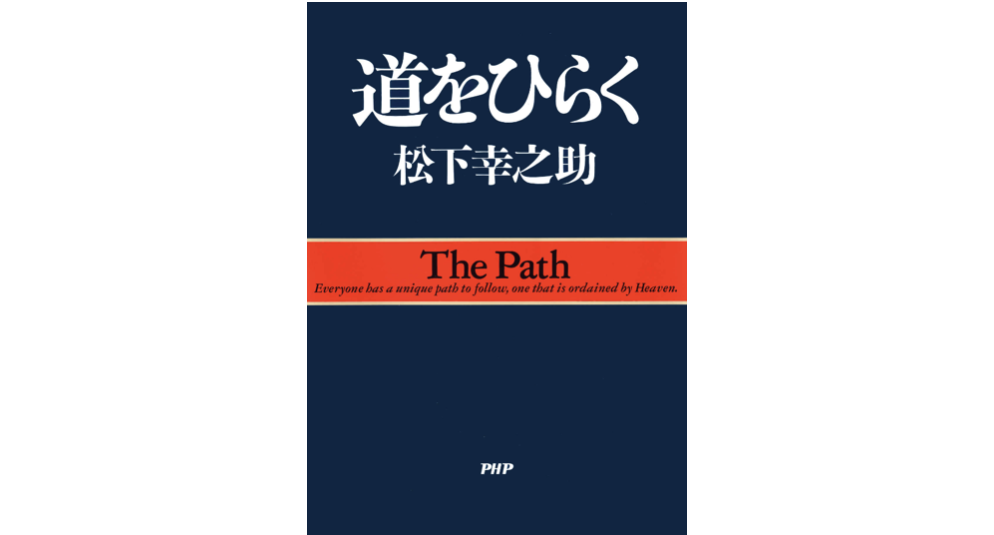 道をひらく
松下幸之助
The Path
Everyone has a unique path to follow, one that is ordained by Heaven.
PHP